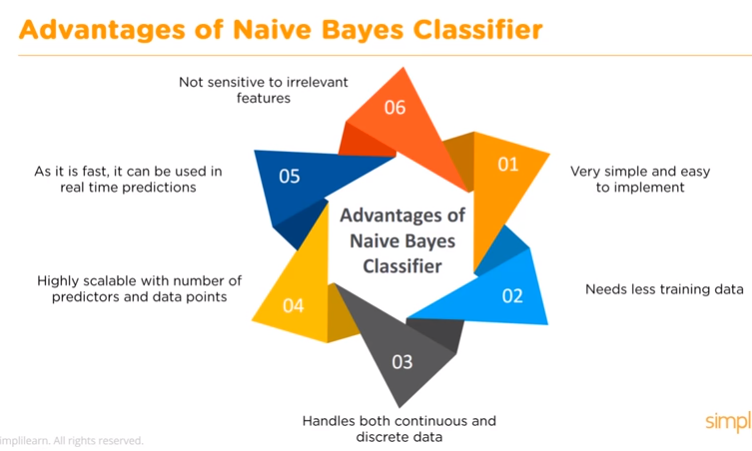 Advantages of Naive Bayes Classifier
Not sensitive to irrelevant
features
06
01
Very simple and easy
to implement
As it is fast, it can be used in
real time predictions
05
Advantages of
Naive Bayes
Classifier
Highly scalable with number of
predictors and data points
04
02
Needs less training data
03
Handles both continuous and
discrete data
simpl
implilearn. All rights reserved.